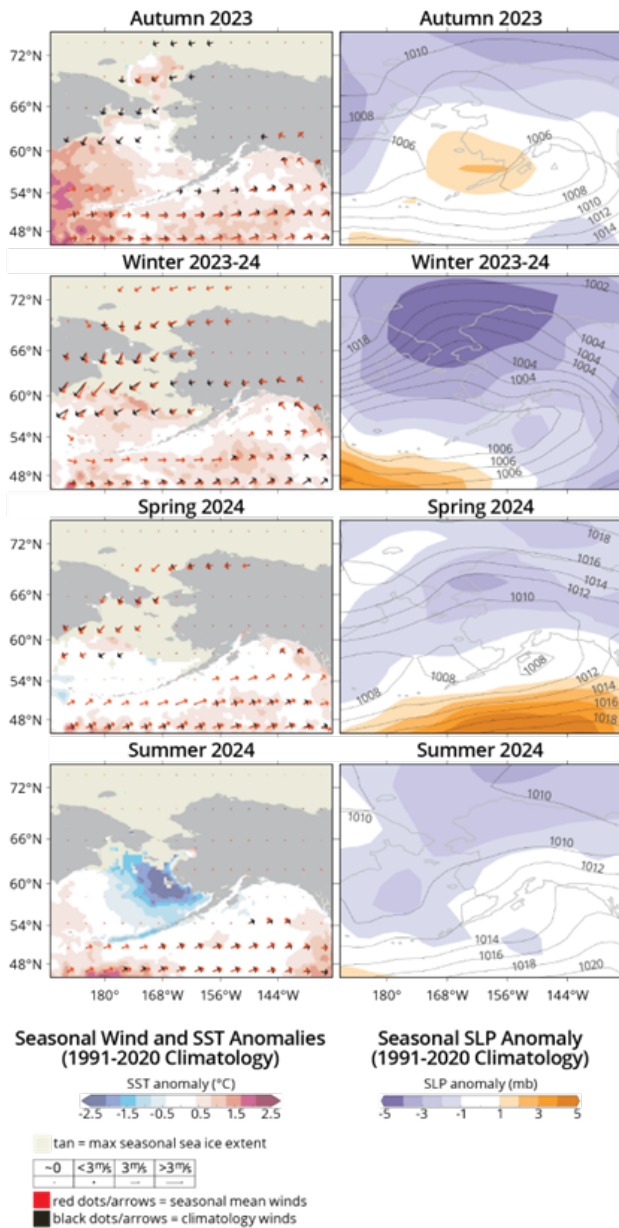 Autumn 2023 Autumn 2023
72°N
66°N
60°N
54°N
48°N
1010
1008
1006
1006
1008
1010
1012
1014
Winter 2023-24 Winter 2023-24
72°N
66°N
60°N
54°N
48°N
1002
1018
1004
1004
1004
1004
1006
1006
1006
Spring 2024 Spring 2024
72°N
66°N
60°N
54°N
48°N
1018
1016
1014
1012
1010
1008
1008
1012
1014
1016
1018
Summer 2024 Summer 2024
72°N
66°N
60°N
54°N
48°N
1010
1010
1010
1012
1014
1016
1018
1020
180° 168°W 156°W 144°W 180° 168°W 156°W 144°W
Seasonal Wind and SST Anomalies
(1991-2020 Climatology)
SST anomaly (°C)
-2.5 -1.5 -0.5 0.5 1.5 2.5
Seasonal SLP Anomaly
(1991-2020 Climatology)
SLP anomaly (mb)
-5 -3 -1 1 3 5
tan = max seasonal sea ice extent
~0 <3m/s 3m/s >3m/s
red dots/arrows = seasonal mean winds
black dots/arrows = climatology winds